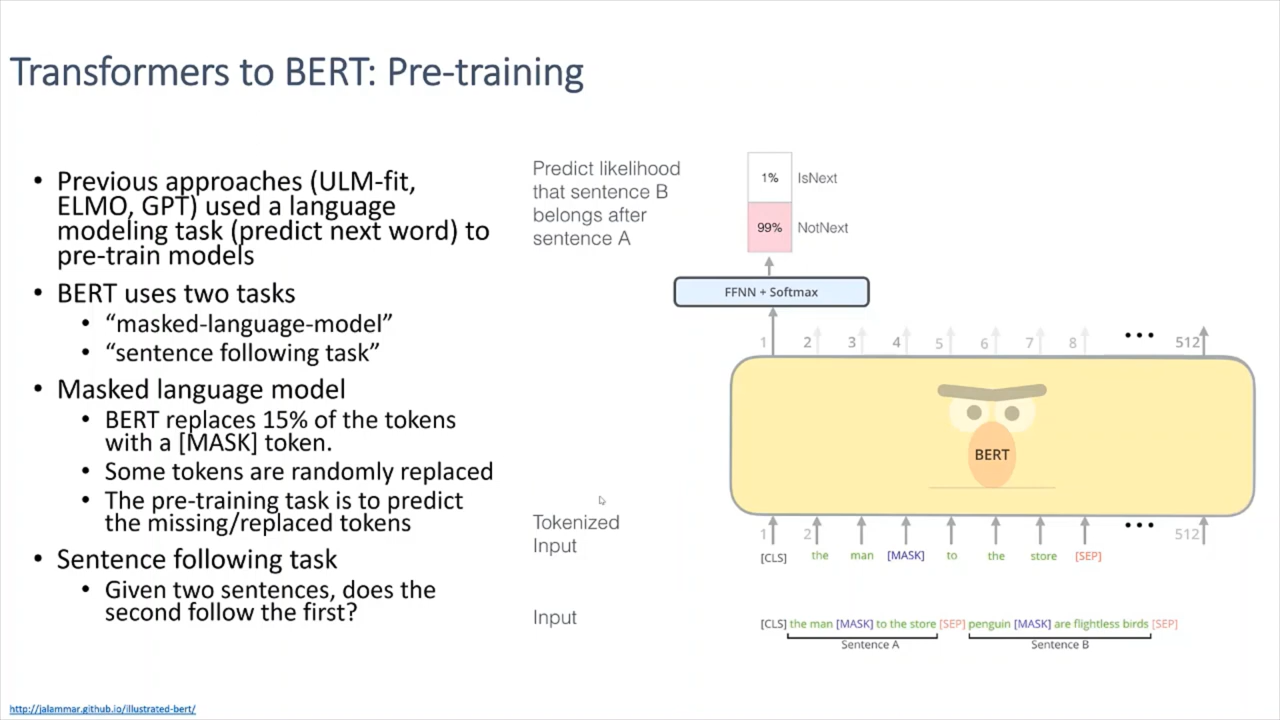 Transformers to BERT: Pre-training
• Previous approaches (ULM-fit,
ELMO, GPT) used a language
modeling task (predict next word) to
pre-train models
• BERT uses two tasks
• “masked-language-model”
• “sentence following task”
• Masked language model
• BERT replaces 15% of the tokens
with a [MASK] token.
• Some tokens are randomly replaced
• The pre-training task is to predict
the missing/replaced tokens
• Sentence following task
• Given two sentences, does the
second follow the first?
Predict likelihood
that sentence B
belongs after
sentence A
1% IsNext
99% NotNext
FFNN + Softmax
1 2 3 4 5 6 7 8 ••• 512
BERT
Tokenized
Input
1 2 ••• 512
[CLS] the man [MASK] to the store [SEP]
Input
[CLS] the man [MASK] to the store [SEP] penguin [MASK] are flightless birds [SEP]
Sentence A Sentence B
http://jalammar.github.io/illustrated-bert/